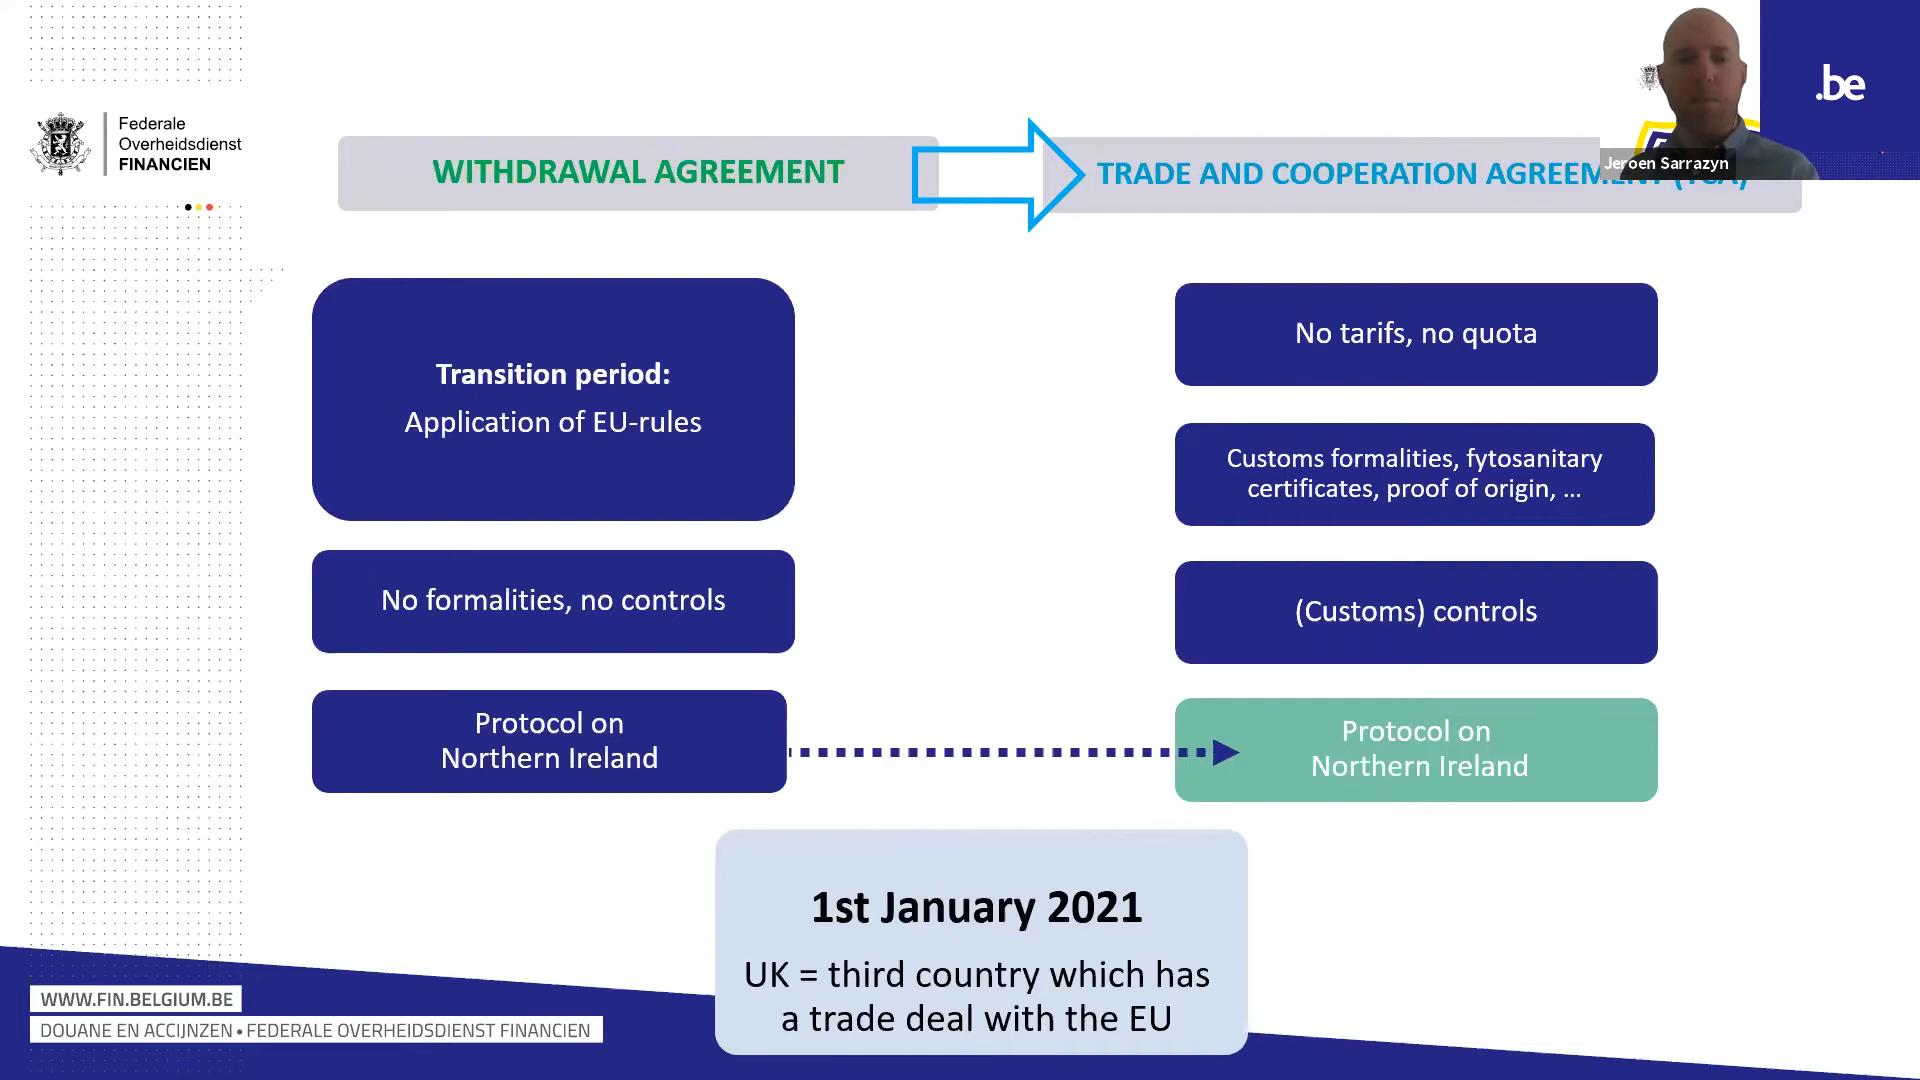 .be
Federale
Overheidsdienst
FINANCIEN
WITHDRAWAL AGREEMENT
TRADE AND COOPERATION AGREEMENT (TCA)
Jeroen Sarrazyn
Transition period:
Application of EU-rules
No tarifs, no quota
Customs formalities, fytosanitary
certificates, proof of origin, ...
No formalities, no controls
(Customs) controls
Protocol on
Northern Ireland
Protocol on
Northern Ireland
1st January 2021
UK = third country which has
a trade deal with the EU
WWW.FIN.BELGIUM.BE
DOUANE EN ACCIJNZEN • FEDERALE OVERHEIDSDIENST FINANCIEN